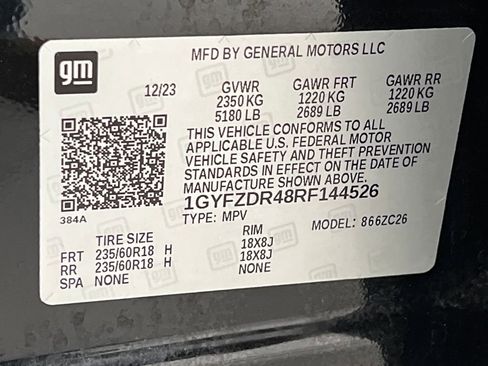 gm
MFD BY GENERAL MOTORS LLC
12/23 GVWR GAWR FRT GAWR RR
2350 KG 1220 KG 1220 KG
5180 LB 2689 LB 2689 LB
THIS VEHICLE CONFORMS TO ALL
APPLICABLE U.S. FEDERAL MOTOR
VEHICLE SAFETY AND THEFT PREVENTION
STANDARDS IN EFFECT ON THE DATE OF
MANUFACTURE SHOWN ABOVE.
384A
1GYFZDR48RF144526
TYPE: MPV MODEL: 866ZC26
TIRE SIZE RIM
FRT 235/60R18 H 18X8J
RR 235/60R18 H 18X8J
SPA NONE NONE